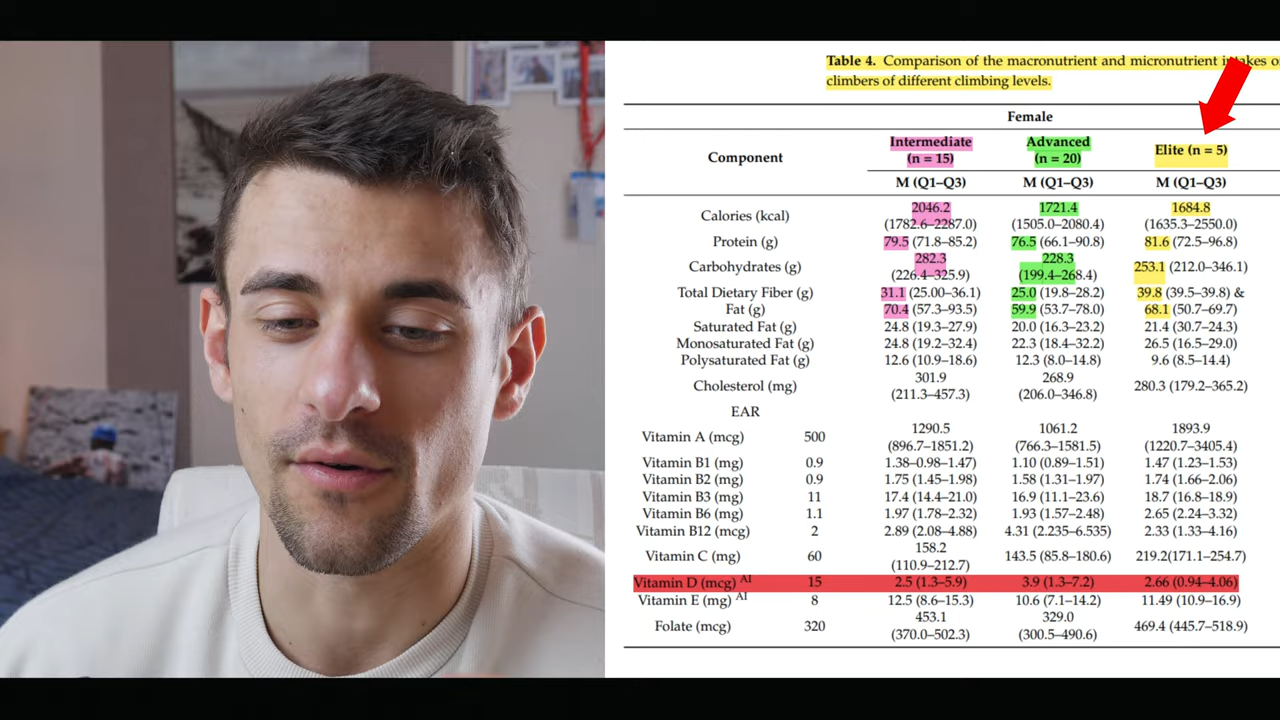 Table 4. Comparison of the macronutrient and micronutrient intakes o
climbers of different climbing levels.
Female
Component
Intermediate
(n = 15)
Advanced
(n = 20)
Elite (n = 5)
M (Q1–Q3) M (Q1–Q3) M (Q1–Q3)
Calories (kcal) 2046.2 (1782.6–2287.0) 1721.4 (1505.0–2080.4) 1684.8 (1635.3–2550.0)
Protein (g) 79.5 (71.8–85.2) 76.5 (66.1–90.8) 81.6 (72.5–96.8)
Carbohydrates (g) 282.3 (226.4–325.9) 228.3 (199.4–268.4) 253.1 (212.0–346.1)
Total Dietary Fiber (g) 31.1 (25.00–36.1) 25.0 (19.8–28.2) 39.8 (39.5–39.8) &
Fat (g) 70.4 (57.3–93.5) 59.9 (53.7–78.0) 68.1 (50.7–69.7)
Saturated Fat (g) 24.8 (19.3–27.9) 20.0 (16.3–23.2) 21.4 (30.7–24.3)
Monosaturated Fat (g) 24.8 (19.2–32.4) 22.3 (18.4–32.2) 26.5 (16.5–29.0)
Polysaturated Fat (g) 12.6 (10.9–18.6) 12.3 (8.0–14.8) 9.6 (8.5–14.4)
Cholesterol (mg) 301.9 (211.3–457.3) 268.9 (206.0–346.8) 280.3 (179.2–365.2)
EAR
Vitamin A (mcg) 500 1290.5 (896.7–1851.2) 1061.2 (766.3–1581.5) 1893.9 (1220.7–3405.4)
Vitamin B1 (mg) 0.9 1.38–0.98–1.47) 1.10 (0.89–1.51) 1.47 (1.23–1.53)
Vitamin B2 (mg) 0.9 1.75 (1.45–1.98) 1.58 (1.31–1.97) 1.74 (1.66–2.06)
Vitamin B3 (mg) 11 17.4 (14.4–21.0) 16.9 (11.1–23.6) 18.7 (16.8–18.9)
Vitamin B6 (mg) 1.1 1.97 (1.78–2.32) 1.93 (1.57–2.48) 2.65 (2.24–3.32)
Vitamin B12 (mcg) 2 2.89 (2.08–4.88) 4.31 (2.235–6.535) 2.33 (1.33–4.16)
Vitamin C (mg) 60 158.2 (110.9–212.7) 143.5 (85.8–180.6) 219.2(171.1–254.7)
Vitamin D (mcg) AI 15 2.5 (1.3–5.9) 3.9 (1.3–7.2) 2.66 (0.94–4.06)
Vitamin E (mg) AI 8 12.5 (8.6–15.3) 10.6 (7.1–14.2) 11.49 (10.9–16.9)
Folate (mcg) 320 453.1 (370.0–502.3) 329.0 (300.5–490.6) 469.4 (445.7–518.9)